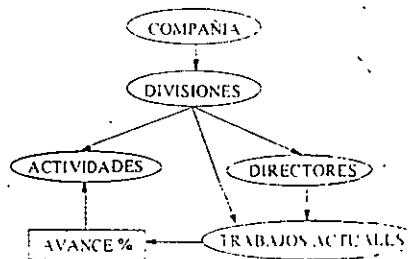 COMPAÑIA
DIVISIONES
ACTIVIDADES
DIRECTORES
AVANCE %
TRABAJOS ACTUALES